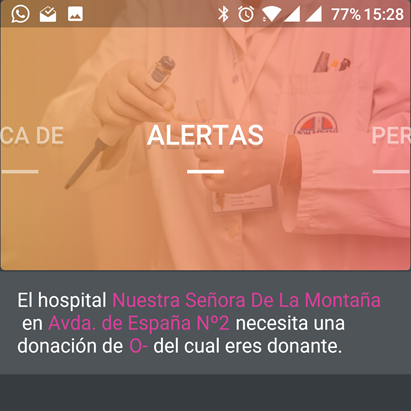 77% 15:28
CA DE ALERTAS PER
El hospital Nuestra Señora De La Montaña
en Avda. de España Nº2 necesita una
donación de O- del cual eres donante.